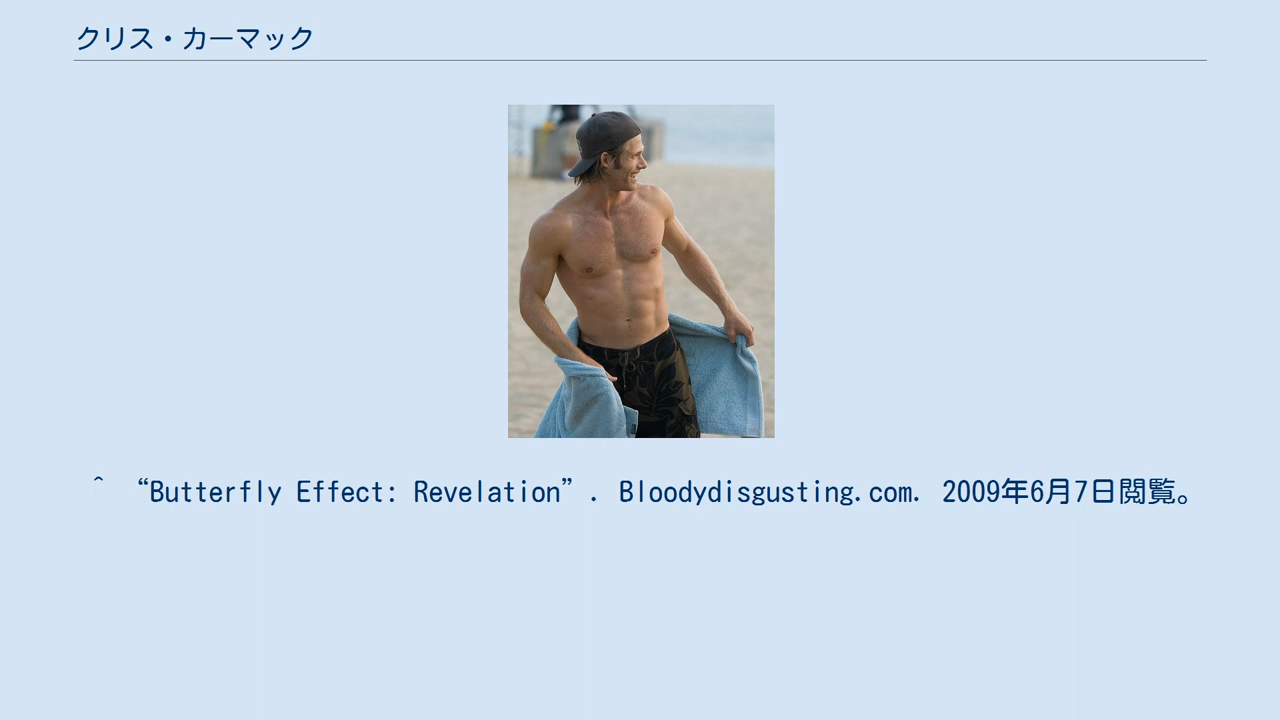 クリス・カーマック
^ “Butterfly Effect: Revelation”. Bloodydisgusting.com. 2009年6月7日閲覧。